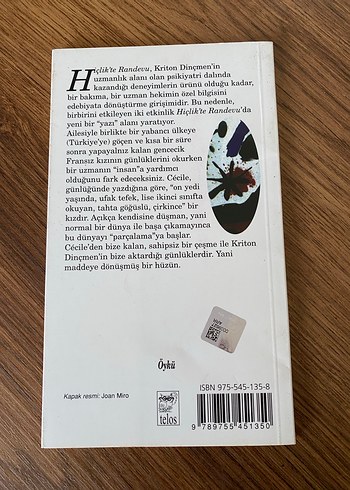 Hiçlik'te Randevu, Kriton Dinçmen'in
uzmanlık alanı olan psikiyatri dalında
kazandığı deneyimlerin ürünü olduğu kadar,
bir bakıma, bir uzman hekimin özel bilgisini
edebiyata dönüştürme girişimidir. Bu nedenle,
birbirini etkileyen iki etkinlik Hiçlik'te Randevu'da
yeni bir "yazı" alanı yaratıyor.
Ailesiyle birlikte bir yabancı ülkeye
(Türkiye'ye) göçen ve kısa bir süre
sonra yapayalnız kalan gencecik
Fransız kızının günlüklerini okurken
bir uzmanın "insan"a yardımcı
olduğunu fark edeceksiniz. Cécile,
günlüğünde yazdığına göre, "on yedi
yaşında, ufak tefek, lise ikinci sınıfta
okuyan, tahta göğüslü, çirkince" bir
kızdır. Açıkça kendisine düşman, yani
normal bir dünya ile başa çıkamayınca
bu dünyayı "parçalama"ya başlar.
Cécile'den bize kalan, sahipsiz bir çeşme ile Kriton
Dinçmen'in bize aktardığı günlüklerdir. Yani
maddeye dönüşmüş bir hüzün.
Öykü
Kapak resmi: Joan Miro
telos
ISBN 975-545-135-8
9 789755 451350